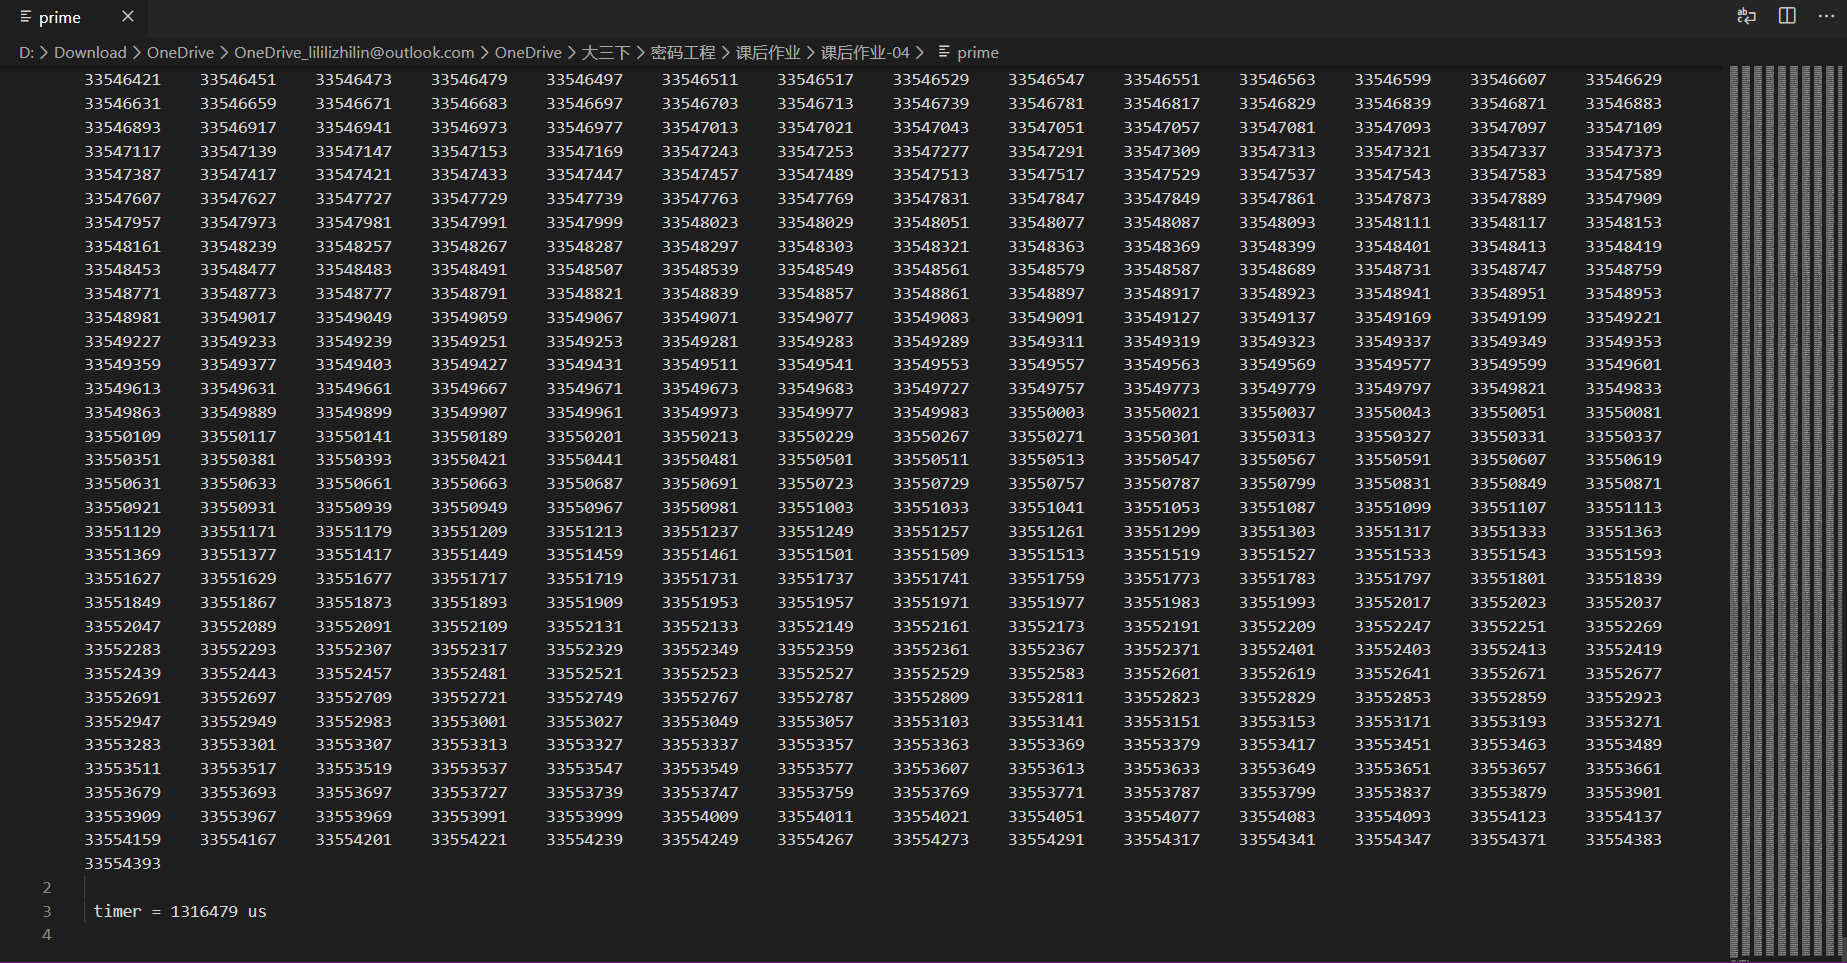 prime
D: > Download > OneDrive > OneDrive_lililizhilin@outlook.com > OneDrive > 大三下 > 密码工程 > 课后作业 > 课后作业-04 > prime
33546421 33546451 33546473 33546479 33546497 33546511 33546517 33546529 33546547 33546551 33546563 33546599 33546607 33546629
33546631 33546659 33546671 33546683 33546697 33546703 33546713 33546739 33546781 33546817 33546829 33546839 33546871 33546883
33546893 33546917 33546941 33546973 33546977 33547013 33547021 33547043 33547051 33547057 33547081 33547093 33547097 33547109
33547117 33547139 33547147 33547153 33547169 33547243 33547253 33547277 33547291 33547309 33547313 33547321 33547337 33547373
33547387 33547417 33547421 33547433 33547447 33547457 33547489 33547513 33547517 33547529 33547537 33547543 33547583 33547589
33547607 33547627 33547727 33547729 33547739 33547763 33547769 33547831 33547847 33547849 33547861 33547873 33547889 33547909
33547957 33547973 33547981 33547991 33547999 33548023 33548029 33548051 33548077 33548087 33548093 33548111 33548117 33548153
33548161 33548239 33548257 33548267 33548287 33548297 33548303 33548321 33548363 33548369 33548399 33548401 33548413 33548419
33548453 33548477 33548483 33548491 33548507 33548539 33548549 33548561 33548579 33548587 33548689 33548731 33548747 33548759
33548771 33548773 33548777 33548791 33548821 33548839 33548857 33548861 33548897 33548917 33548923 33548941 33548951 33548953
33548981 33549017 33549049 33549059 33549067 33549071 33549077 33549083 33549091 33549127 33549137 33549169 33549199 33549221
33549227 33549233 33549239 33549251 33549253 33549281 33549283 33549289 33549311 33549319 33549323 33549337 33549349 33549353
33549359 33549377 33549403 33549427 33549431 33549511 33549541 33549553 33549557 33549563 33549569 33549577 33549599 33549601
33549613 33549631 33549661 33549667 33549671 33549673 33549683 33549727 33549757 33549773 33549779 33549797 33549821 33549833
33549863 33549889 33549899 33549907 33549961 33549973 33549977 33549983 33550003 33550021 33550037 33550043 33550051 33550081
33550109 33550117 33550141 33550189 33550201 33550213 33550229 33550267 33550271 33550301 33550313 33550327 33550331 33550337
33550351 33550381 33550393 33550421 33550441 33550481 33550501 33550511 33550513 33550547 33550567 33550591 33550607 33550619
33550631 33550633 33550661 33550663 33550687 33550691 33550723 33550729 33550757 33550787 33550799 33550831 33550849 33550871
33550921 33550931 33550939 33550949 33550967 33550981 33551003 33551033 33551041 33551053 33551087 33551099 33551107 33551113
33551129 33551171 33551179 33551209 33551213 33551237 33551249 33551257 33551261 33551299 33551303 33551317 33551333 33551363
33551369 33551377 33551417 33551449 33551459 33551461 33551501 33551509 33551513 33551519 33551527 33551533 33551543 33551593
33551627 33551629 33551677 33551717 33551719 33551731 33551737 33551741 33551759 33551773 33551783 33551797 33551801 33551839
33551849 33551867 33551873 33551893 33551909 33551953 33551957 33551971 33551977 33551983 33551993 33552017 33552023 33552037
33552047 33552089 33552091 33552109 33552131 33552133 33552149 33552161 33552173 33552191 33552209 33552247 33552251 33552269
33552283 33552293 33552307 33552317 33552329 33552349 33552359 33552361 33552367 33552371 33552401 33552403 33552413 33552419
33552439 33552443 33552457 33552481 33552521 33552523 33552527 33552529 33552583 33552601 33552619 33552641 33552671 33552677
33552691 33552697 33552709 33552721 33552749 33552767 33552787 33552809 33552811 33552823 33552829 33552853 33552859 33552923
33552947 33552949 33552983 33553001 33553027 33553049 33553057 33553103 33553141 33553151 33553153 33553171 33553193 33553271
33553283 33553301 33553307 33553313 33553327 33553337 33553357 33553363 33553369 33553379 33553417 33553451 33553463 33553489
33553511 33553517 33553519 33553537 33553547 33553549 33553577 33553607 33553613 33553633 33553649 33553651 33553657 33553661
33553679 33553693 33553697 33553727 33553739 33553747 33553759 33553769 33553771 33553787 33553799 33553837 33553879 33553901
33553909 33553967 33553969 33553991 33553999 33554009 33554011 33554021 33554051 33554077 33554083 33554093 33554123 33554137
33554159 33554167 33554201 33554221 33554239 33554249 33554267 33554273 33554291 33554317 33554341 33554347 33554371 33554383
33554393
2
3 timer = 1316479 us
4